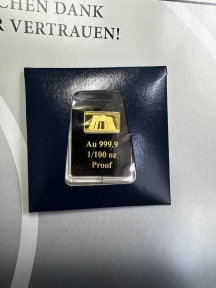 CHEN DANK
R VERTRAUEN!
Au 999,9
1/100 oz
Proof